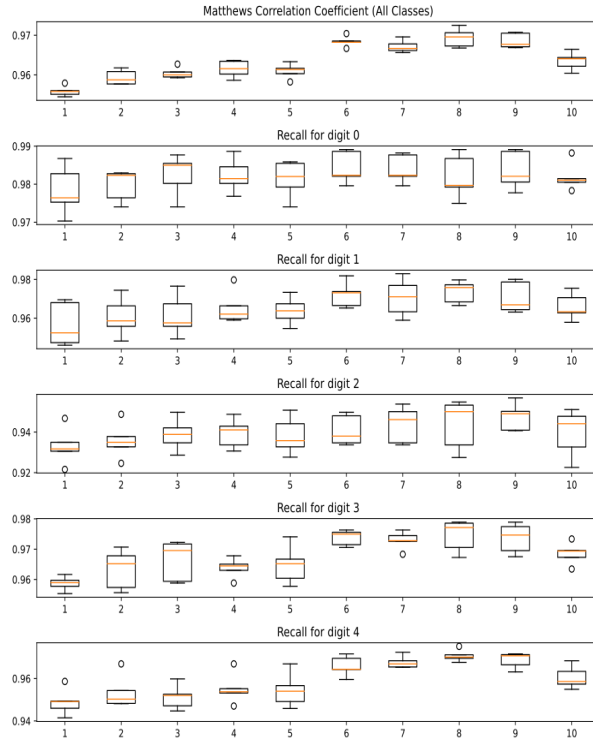 Matthews Correlation Coefficient (All Classes)
0.97
0.96
1 2 3 4 5 6 7 8 9 10
Recall for digit 0
0.99
0.98
0.97
1 2 3 4 5 6 7 8 9 10
Recall for digit 1
0.98
0.96
1 2 3 4 5 6 7 8 9 10
Recall for digit 2
0.94
0.92
1 2 3 4 5 6 7 8 9 10
Recall for digit 3
0.98
0.97
0.96
1 2 3 4 5 6 7 8 9 10
Recall for digit 4
0.96
0.94
1 2 3 4 5 6 7 8 9 10